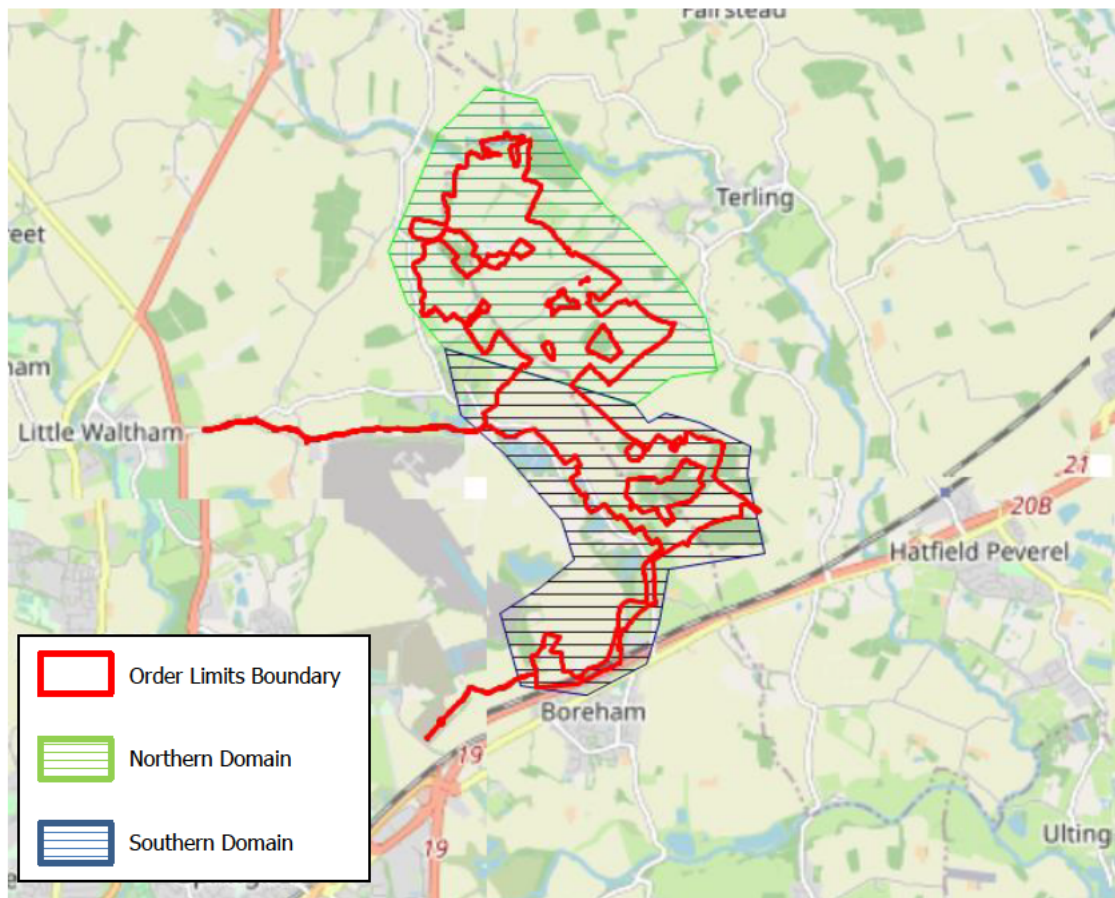 Fairstead
Terling
reet
ham
Little Waltham
21
20B
Hatfield Peverel
Order Limits Boundary
Boreham
19
Northern Domain
Ulting
19
Southern Domain